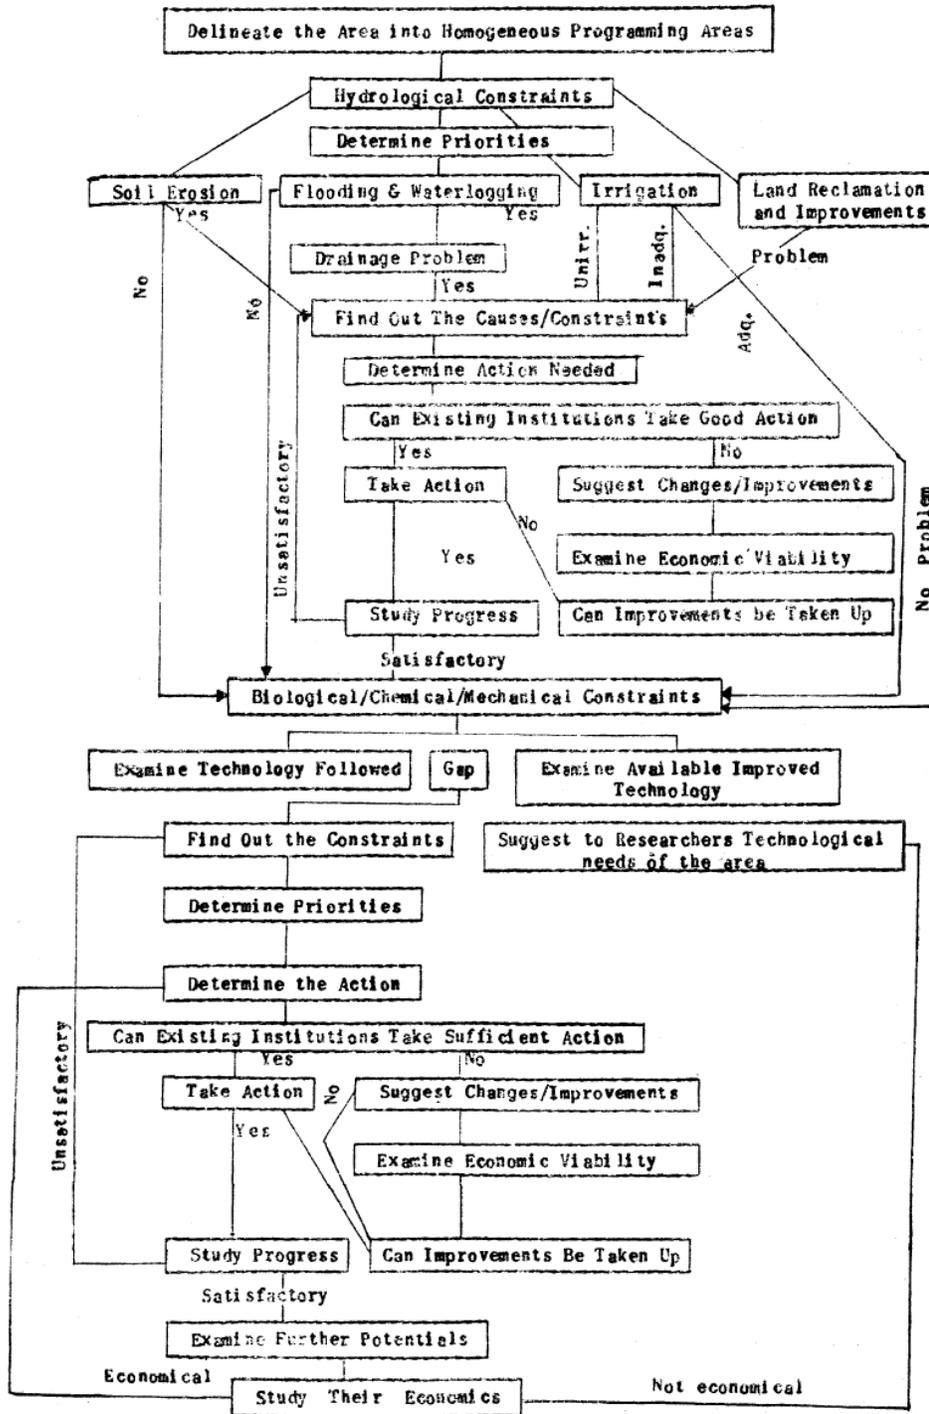 Delineate the Area into Homogeneous Programming Areas
Hydrological Constraints
Determine Priorities
Soil Erosion
Flooding & Waterlogging
Irrigation
Land Reclamation
and Improvements
Yes
Yes
Unirr.
Inadq.
Problem
Drainage Problem
No
No
Yes
Adq.
Find Out The Causes/Constraints
Determine Action Needed
Can Existing Institutions Take Good Action
Yes
No
Unsatisfactory
Take Action
Suggest Changes/Improvements
No
No Problem
Yes
Examine Economic Viability
Study Progress
Can Improvements be Taken Up
Satisfactory
Biological/Chemical/Mechanical Constraints
Examine Technology Followed
Gap
Examine Available Improved
Technology
Find Out the Constraints
Suggest to Researchers Technological
needs of the area
Determine Priorities
Determine the Action
Can Existing Institutions Take Sufficient Action
Yes
No
Unsatisfactory
Take Action
No
Suggest Changes/Improvements
Yes
Examine Economic Viability
Study Progress
Can Improvements Be Taken Up
Satisfactory
Examine Further Potentials
Economical
Study Their Economics
Not economical